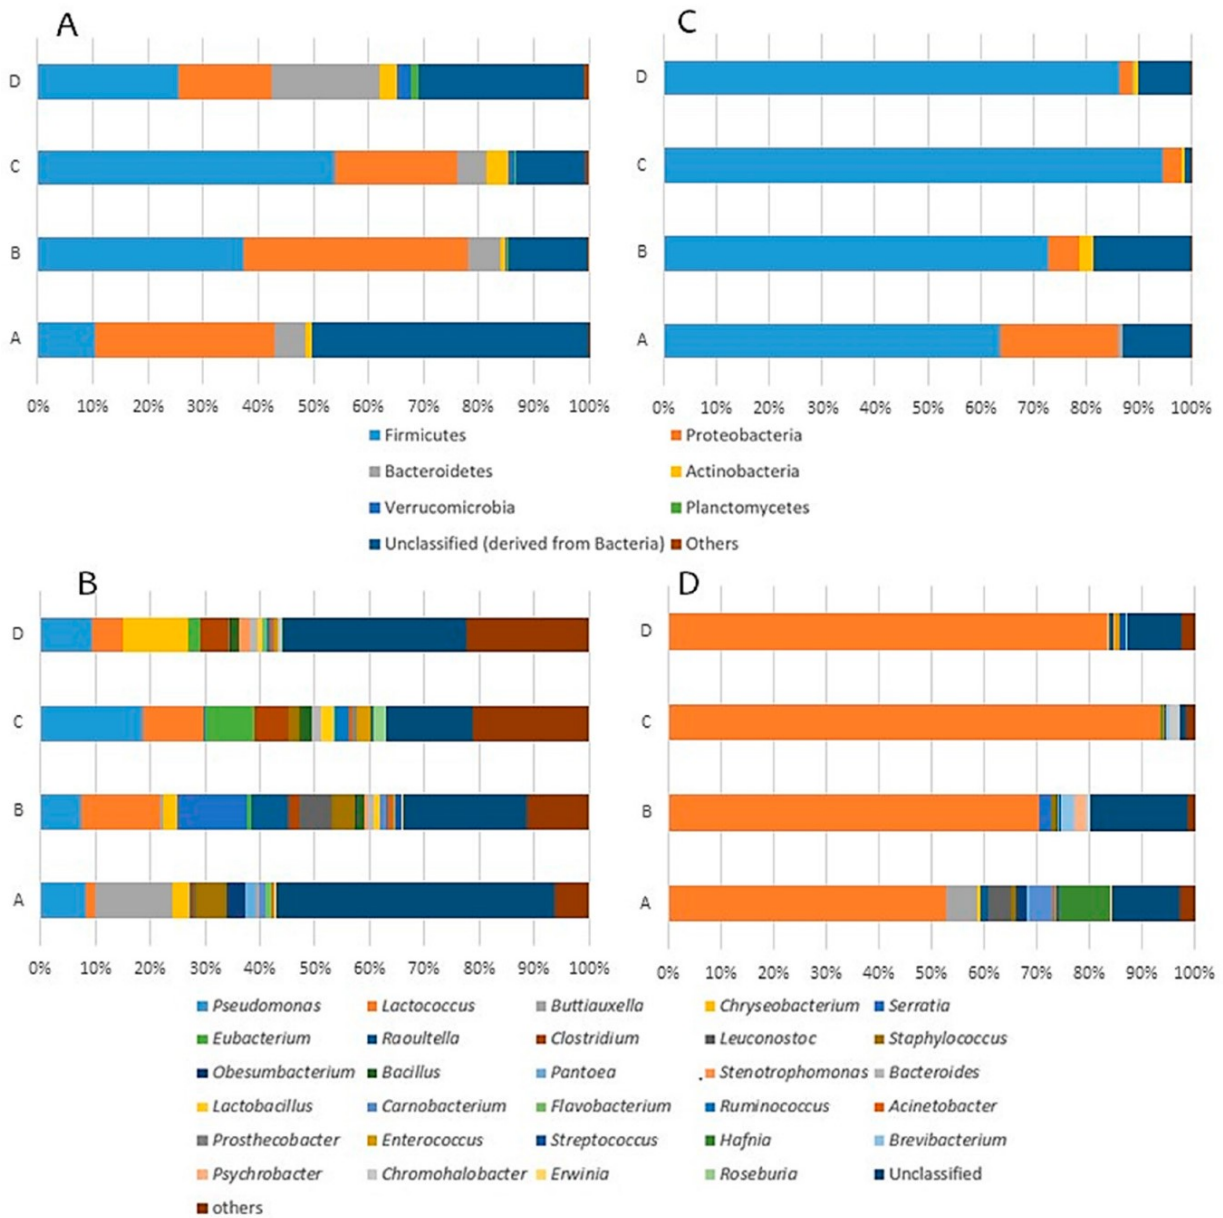 A
C
D
D
C
C
B
B
A
A
0% 10% 20% 30% 40% 50% 60% 70% 80% 90% 100%
0% 10% 20% 30% 40% 50% 60% 70% 80% 90% 100%
Firmicutes Proteobacteria
Bacteroidetes Actinobacteria
Verrucomicrobia Planctomycetes
Unclassified (derived from Bacteria) Others
B
D
D
D
C
C
B
B
A
A
0% 10% 20% 30% 40% 50% 60% 70% 80% 90% 100%
0% 10% 20% 30% 40% 50% 60% 70% 80% 90% 100%
Pseudomonas Lactococcus Buttiauxella Chryseobacterium Serratia
Eubacterium Raoultella Clostridium Leuconostoc Staphylococcus
Obesumbacterium Bacillus Pantoea Stenotrophomonas Bacteroides
Lactobacillus Carnobacterium Flavobacterium Ruminococcus Acinetobacter
Prosthecobacter Enterococcus Streptococcus Hafnia Brevibacterium
Psychrobacter Chromohalobacter Erwinia Roseburia Unclassified
others